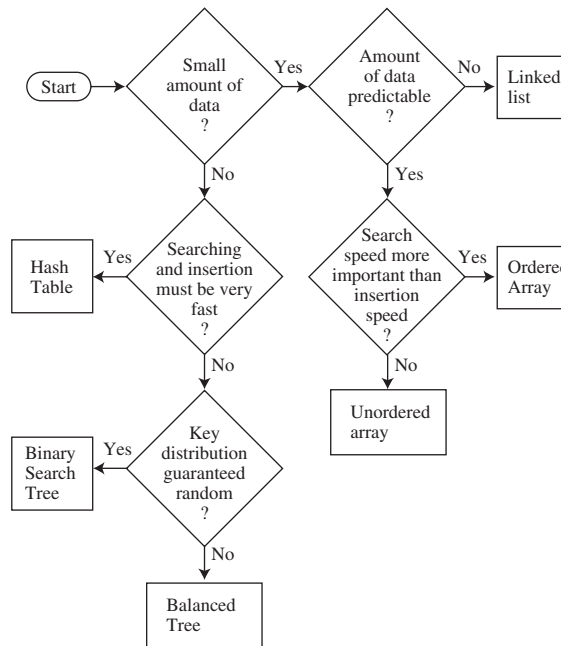 Start
Small
amount of
data
?
Yes
Amount
of data
predictable
?
No
Linked
list
No
Yes
Hash
Table
Yes
Searching
and insertion
must be very
fast
?
Search
speed more
important than
insertion
speed
?
Yes
Ordered
Array
No
No
Unordered
array
Binary
Search
Tree
Yes
Key
distribution
guaranteed
random
?
No
Balanced
Tree